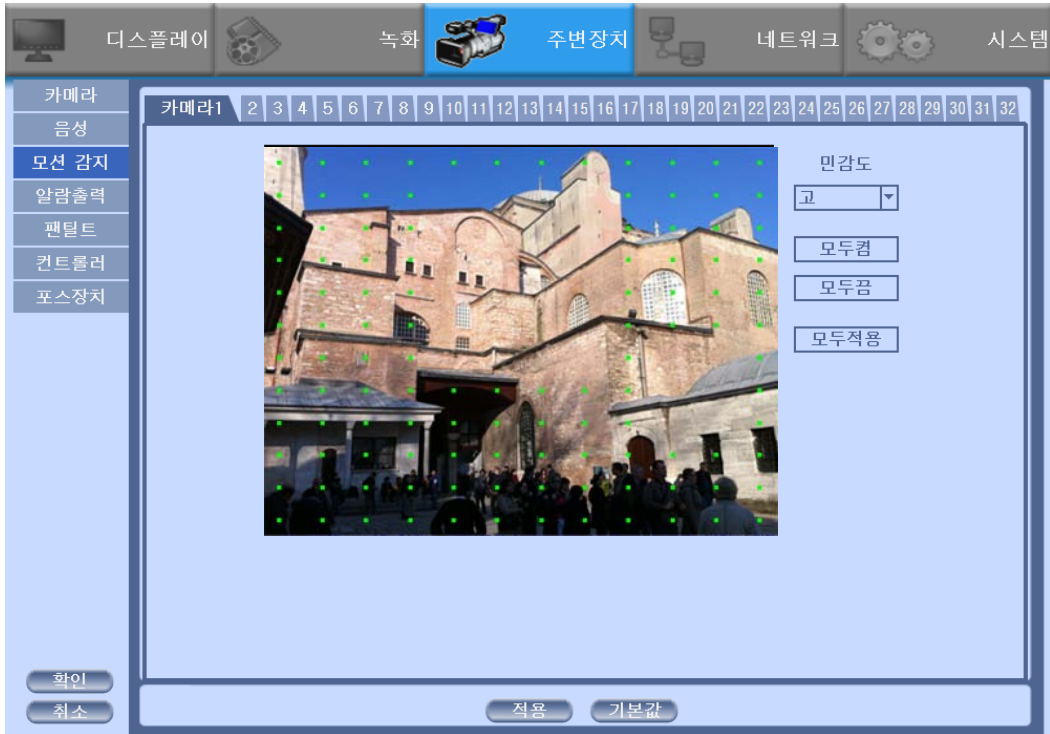 디스플레이 녹화 주변장치 네트워크 시스템
카메라
음성
모션 감지
알람출력
팬틸트
컨트롤러
포스장치
카메라1 2 3 4 5 6 7 8 9 10 11 12 13 14 15 16 17 18 19 20 21 22 23 24 25 26 27 28 29 30 31 32
민감도
고
모두켬
모두끔
모두적용
확인
취소
적용 기본값